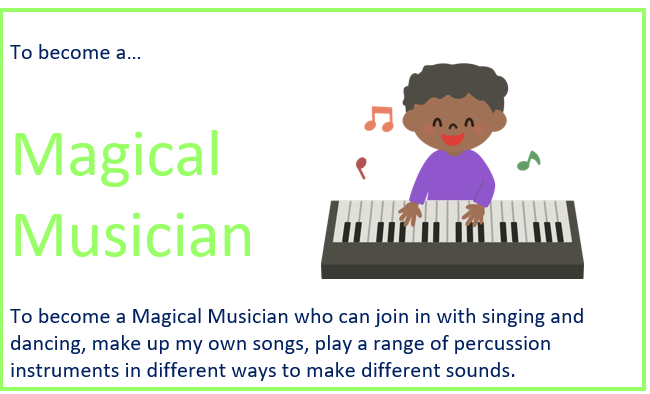 To become a…
Magical
Musician
To become a Magical Musician who can join in with singing and
dancing, make up my own songs, play a range of percussion
instruments in different ways to make different sounds.